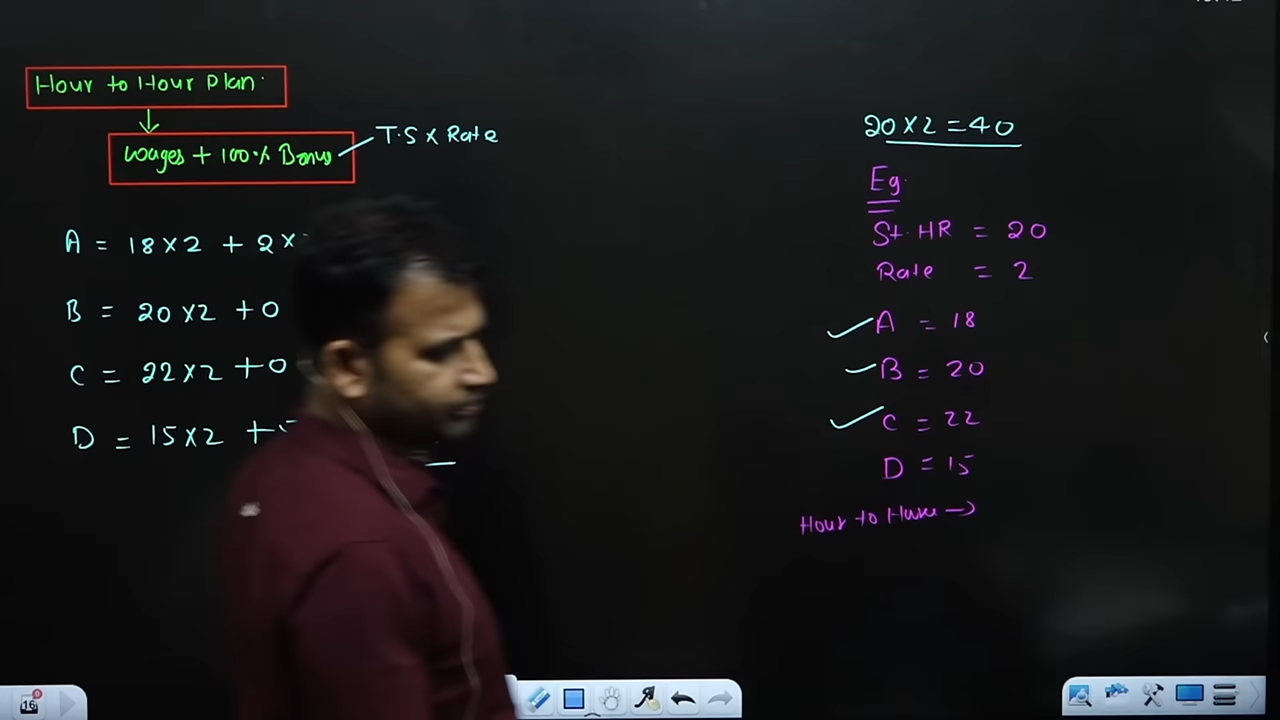 Hour to Hour Plan
Wages + 100% Bonus
T.S × Rate
A = 18×2 + 2×
B = 20×2 +0
C = 22×2 +0
D = 15×2 +
20×2 =40
Eg.
St. HR = 20
Rate = 2
A = 18
B = 20
C = 22
D = 15
Hour to Hour →
16